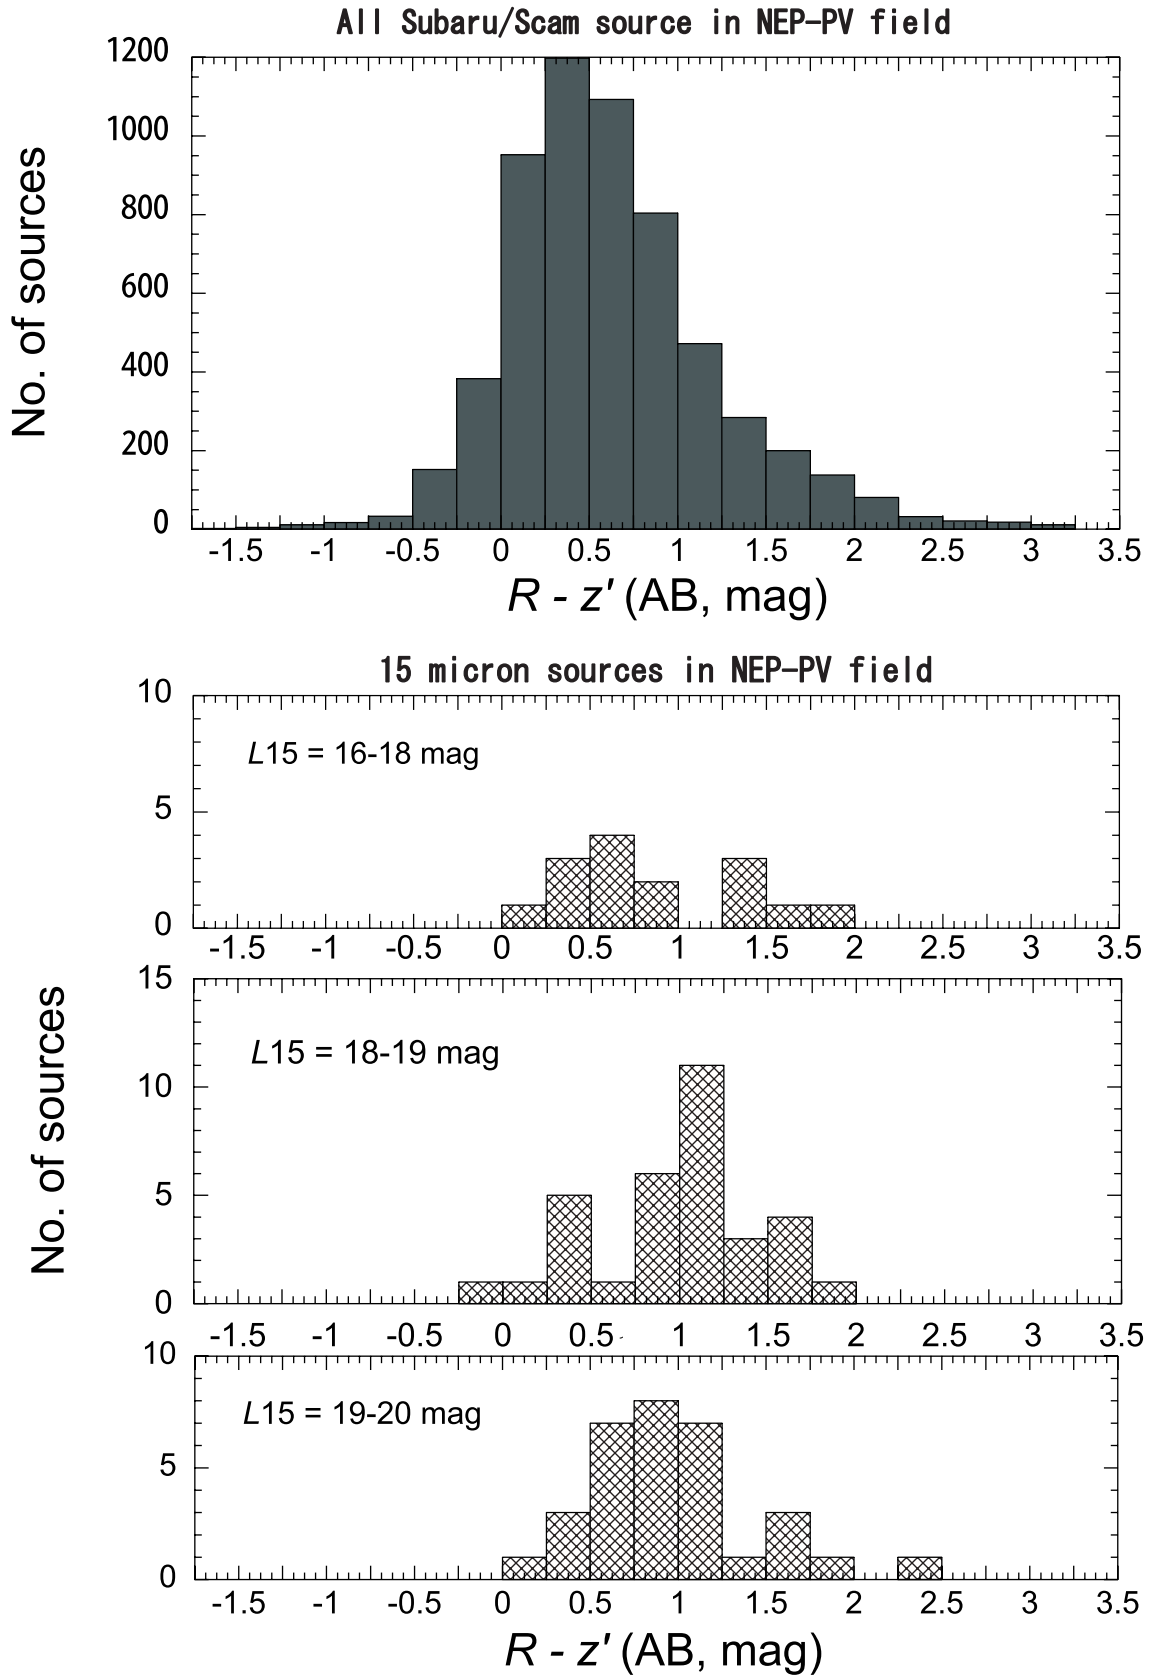 All Subaru/Scam source in NEP-PV field
1200
1000
800
600
400
200
0
No. of sources
-1.5 -1 -0.5 0 0.5 1 1.5 2 2.5 3 3.5
R - z' (AB, mag)
15 micron sources in NEP-PV field
10
L15 = 16-18 mag
5
0
-1.5 -1 -0.5 0 0.5 1 1.5 2 2.5 3 3.5
15
L15 = 18-19 mag
10
No. of sources
5
0
-1.5 -1 -0.5 0 0.5 1 1.5 2 2.5 3 3.5
10
L15 = 19-20 mag
5
0
-1.5 -1 -0.5 0 0.5 1 1.5 2 2.5 3 3.5
R - z' (AB, mag)